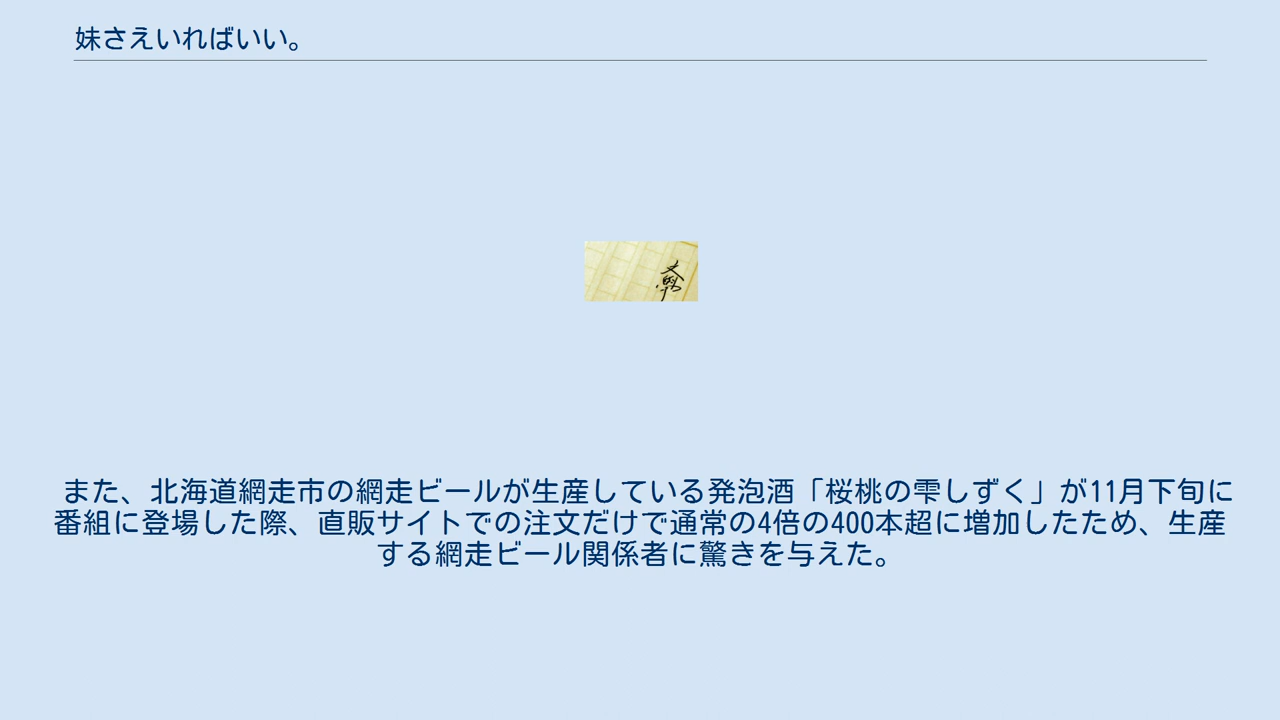 妹さえいればいい。
また、北海道網走市の網走ビールが生産している発泡酒「桜桃の雫しずく」が11月下旬に
番組に登場した際、直販サイトでの注文だけで通常の4倍の400本超に増加したため、生産
する網走ビール関係者に驚きを与えた。